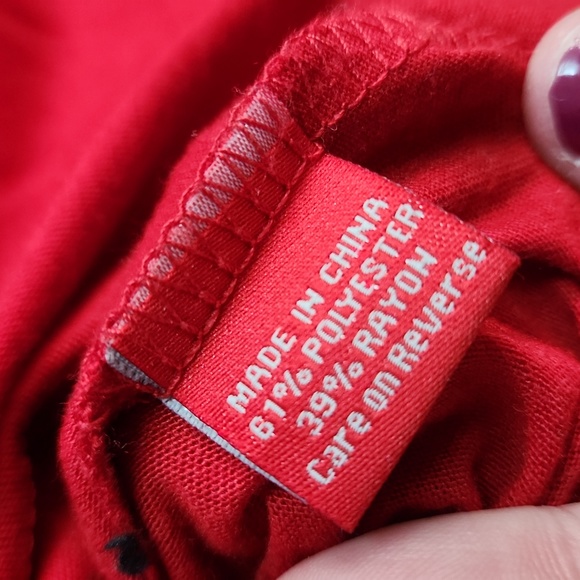 MADE IN CHINA
61% POLYESTER
39% RAYON
Care on Reverse